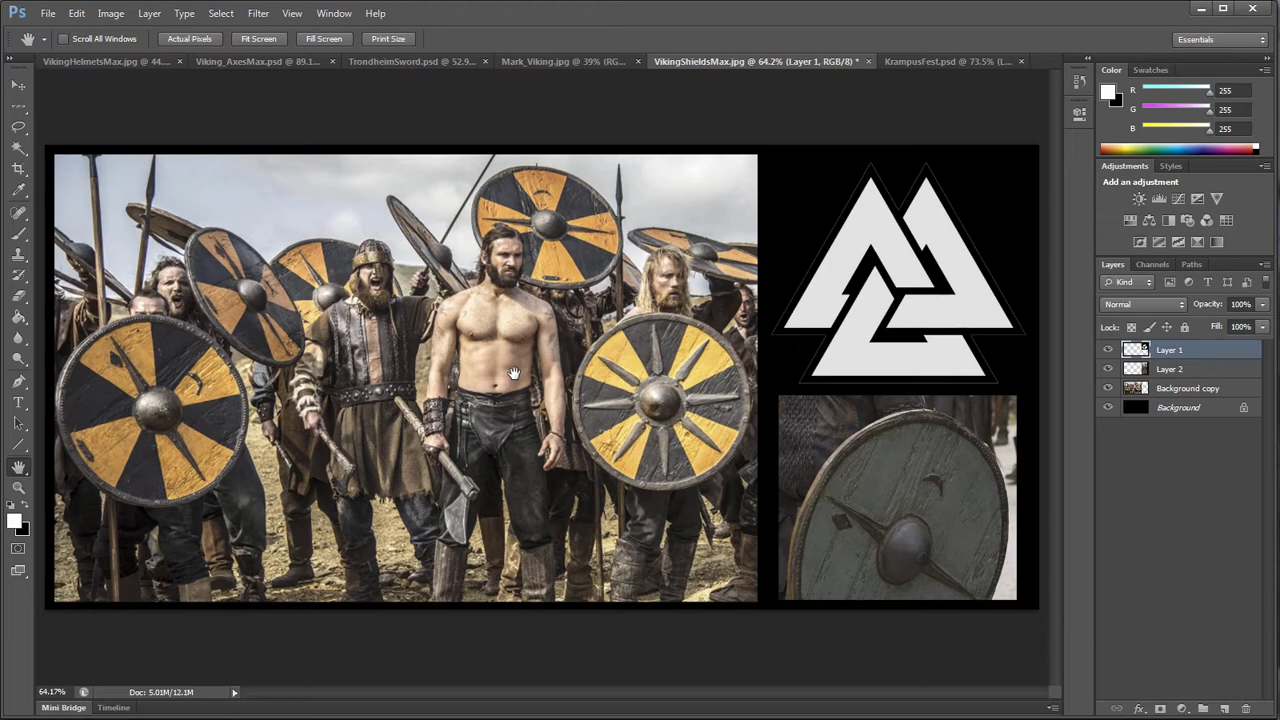 Ps File Edit Image Layer Type Select Filter View Window Help
Scroll All Windows Actual Pixels Fit Screen Fill Screen Print Size Essentials
VikingHelmetsMax.jpg @ 44.... × Viking_AxesMax.psd @ 89.1... × TrondheimSword.psd @ 52.9... × Mark_Viking.jpg @ 39% (RG... × VikingShieldsMax.jpg @ 64.2% (Layer 1, RGB/8) * × KrampusFest.psd @ 73.5% (L... ×
Color Swatches
R 255
G 255
B 255
Adjustments Styles
Add an adjustment
Layers Channels Paths
Kind
Normal Opacity: 100%
Lock: Fill: 100%
Layer 1
Layer 2
Background copy
Background
64.17% Doc: 5.01M/12.1M
Mini Bridge Timeline
fx